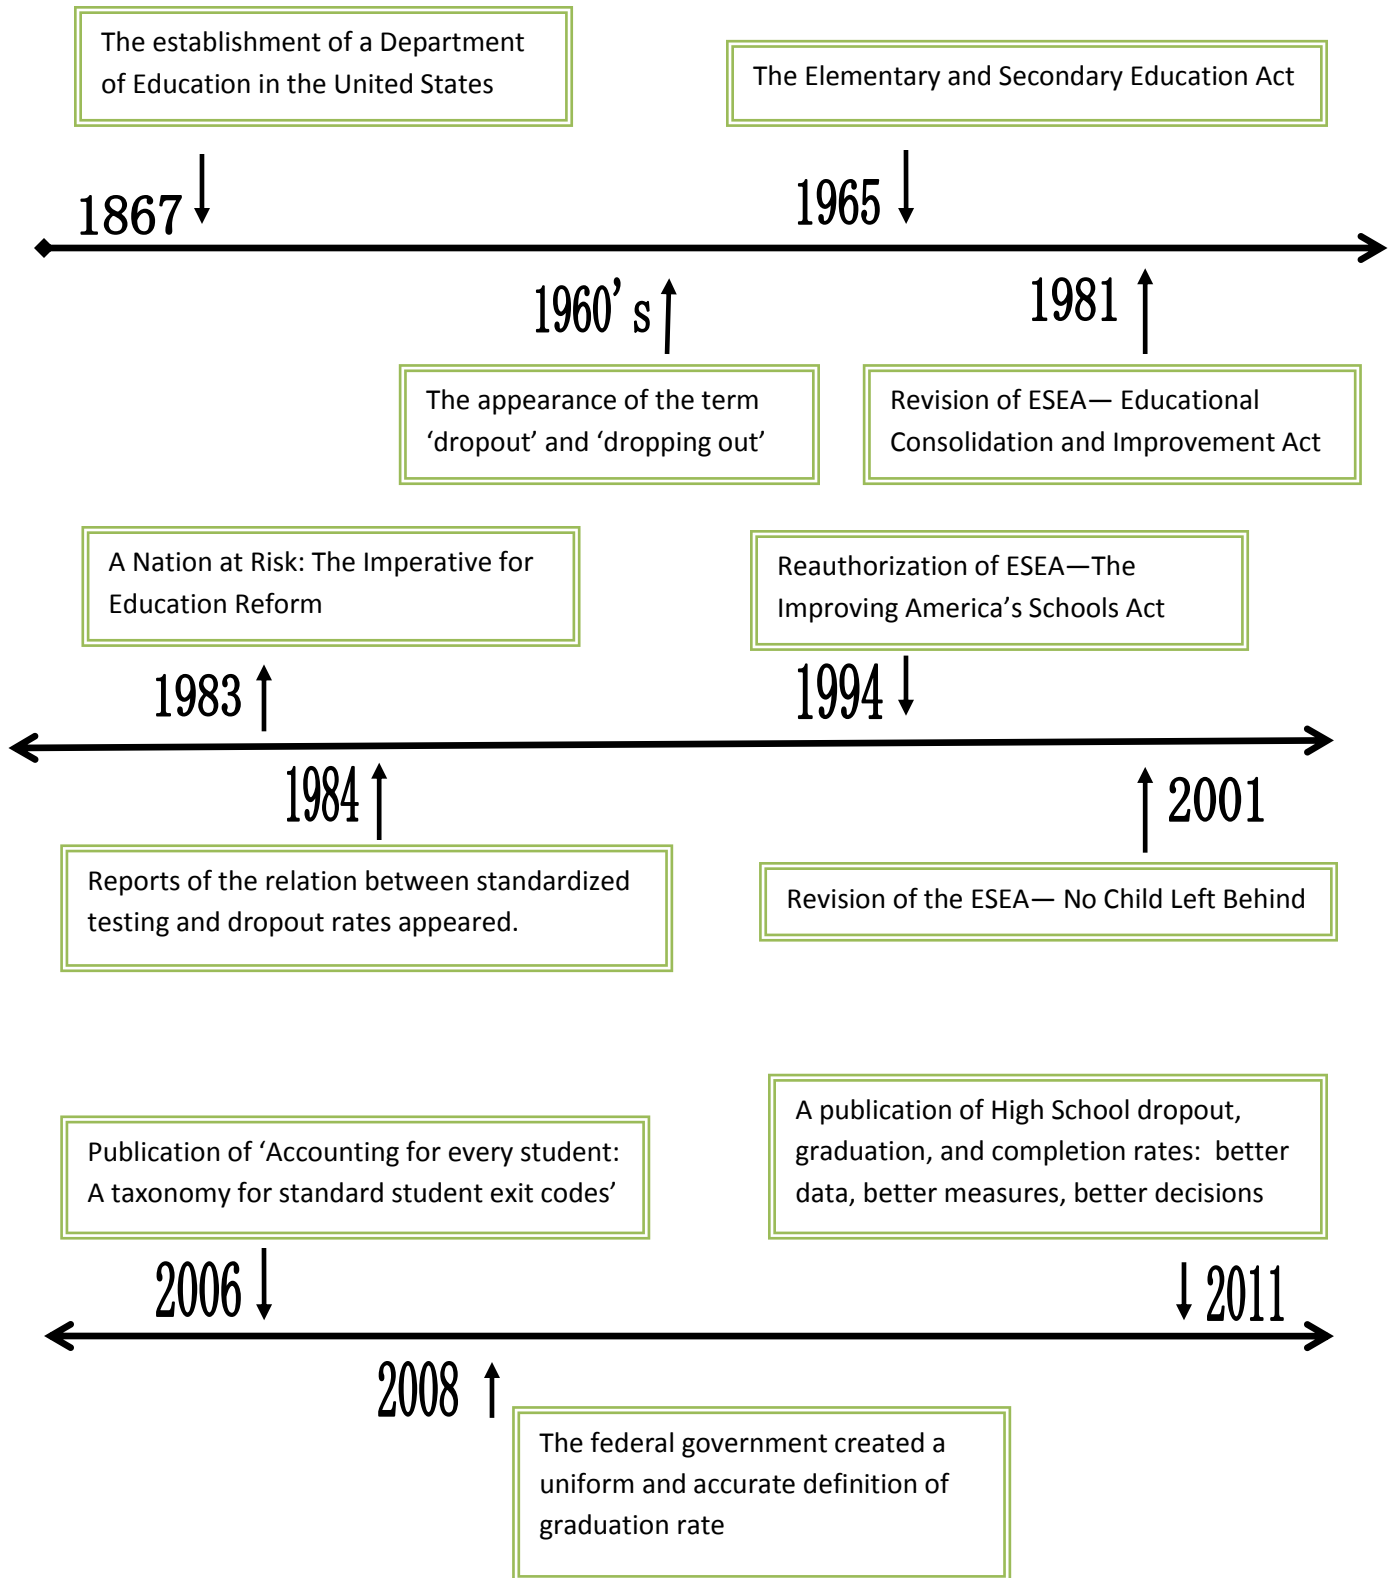 The establishment of a Department
of Education in the United States
The Elementary and Secondary Education Act
1867
1965
1960's
1981
The appearance of the term
‘dropout’ and ‘dropping out’
Revision of ESEA— Educational
Consolidation and Improvement Act
A Nation at Risk: The Imperative for
Education Reform
Reauthorization of ESEA—The
Improving America’s Schools Act
1983
1994
1984
2001
Reports of the relation between standardized
testing and dropout rates appeared.
Revision of the ESEA— No Child Left Behind
Publication of ‘Accounting for every student:
A taxonomy for standard student exit codes’
A publication of High School dropout,
graduation, and completion rates:  better
data, better measures, better decisions
2006
2011
2008
The federal government created a
uniform and accurate definition of
graduation rate